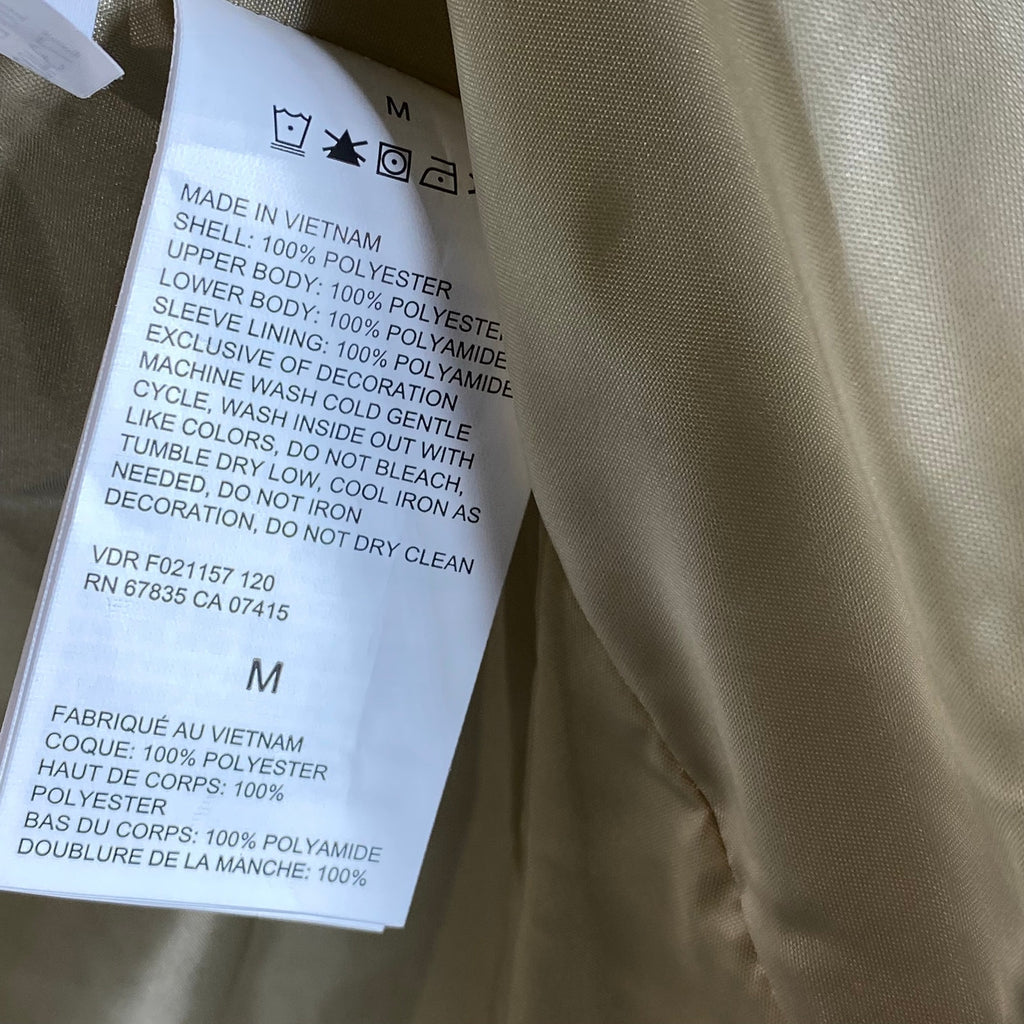 M
MADE IN VIETNAM
SHELL: 100% POLYESTER
UPPER BODY: 100% POLYESTE
LOWER BODY: 100% POLYAMIDE
SLEEVE LINING: 100% POLYAMIDE
EXCLUSIVE OF DECORATION
MACHINE WASH COLD GENTLE
CYCLE, WASH INSIDE OUT WITH
LIKE COLORS, DO NOT BLEACH,
TUMBLE DRY LOW, COOL IRON AS
NEEDED, DO NOT IRON
DECORATION, DO NOT DRY CLEAN
VDR F021157 120
RN 67835 CA 07415
M
FABRIQUÉ AU VIETNAM
COQUE: 100% POLYESTER
HAUT DE CORPS: 100%
POLYESTER
BAS DU CORPS: 100% POLYAMIDE
DOUBLURE DE LA MANCHE: 100%